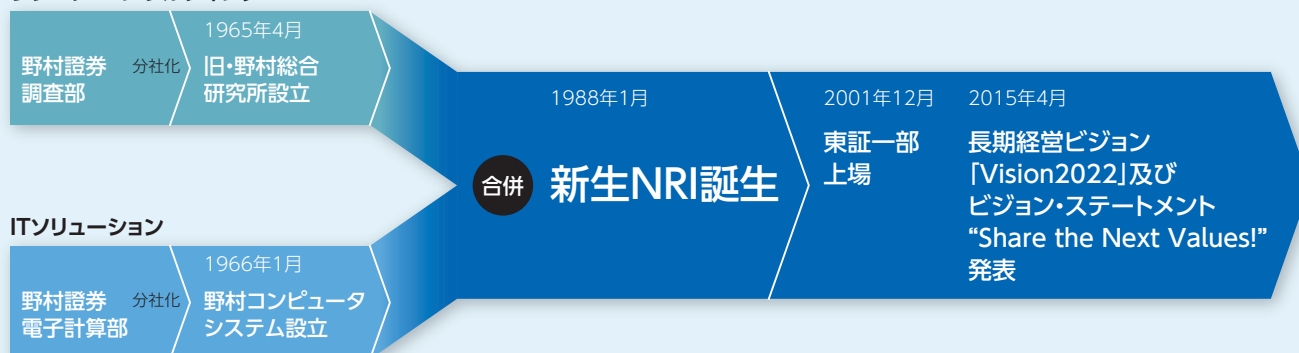 1965年4月
野村證券
調査部
分社化
旧・野村総合
研究所設立
ITソリューション
1966年1月
野村證券
電子計算部
分社化
野村コンピュータ
システム設立
1988年1月
合併
新生NRI誕生
2001年12月
東証一部
上場
2015年4月
長期経営ビジョン
「Vision2022」及び
ビジョン・ステートメント
“Share the Next Values!”
発表